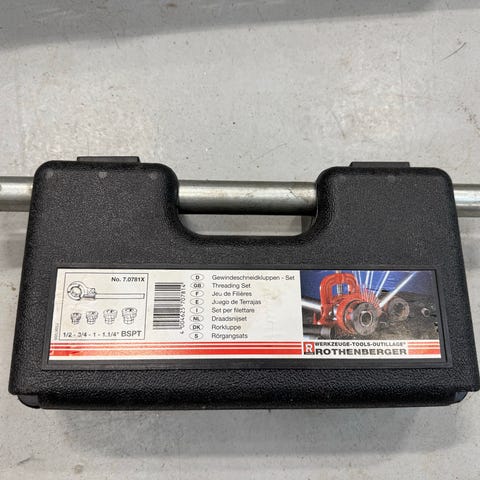 No. 7.0781X
1/2 - 3/4 - 1 - 1.1/4" BSPT
D Gewindeschneidkluppen - Set
GB Threading Set
F Jeu de Filières
E Juego de Terrajas
I Set per filettare
NL Draadsnijset
DK Rorkluppe
S Rörgangsats
R WERKZEUGE-TOOLS-OUTILLAGE
ROTHENBERGER